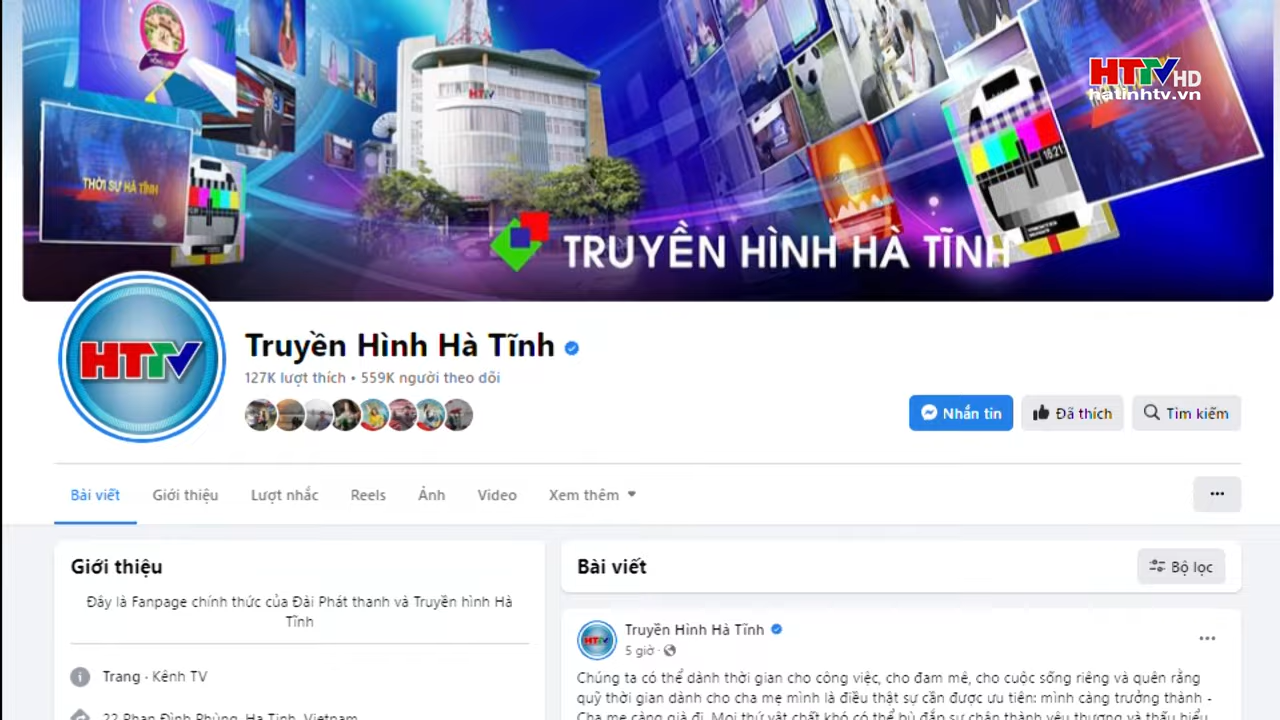 HTTV HD
hatinhtv.vn
HTTV
16:21
THỜI SỰ HÀ TĨNH
TRUYỀN HÌNH HÀ TĨNH
HTTV
Truyền Hình Hà Tĩnh
127K lượt thích • 559K người theo dõi
Nhắn tin
Đã thích
Tìm kiếm
Bài viết
Giới thiệu
Lượt nhắc
Reels
Ảnh
Video
Xem thêm
Giới thiệu
Đây là Fanpage chính thức của Đài Phát thanh và Truyền hình Hà
Tĩnh
Trang · Kênh TV
22 Phan Đình Phùng, Ha Tinh, Vietnam
Bài viết
Bộ lọc
HTTV
Truyền Hình Hà Tĩnh
5 giờ ·
Chúng ta có thể dành thời gian cho công việc, cho đam mê, cho cuộc sống riêng và quên rằng
quỹ thời gian dành cho cha mẹ mình là điều thật sự cần được ưu tiên: mình càng trưởng thành -
Cha mẹ càng già đi. Mọi thứ vật chất khó có thể bù đắp sự chân thành yêu thương và thấu hiểu